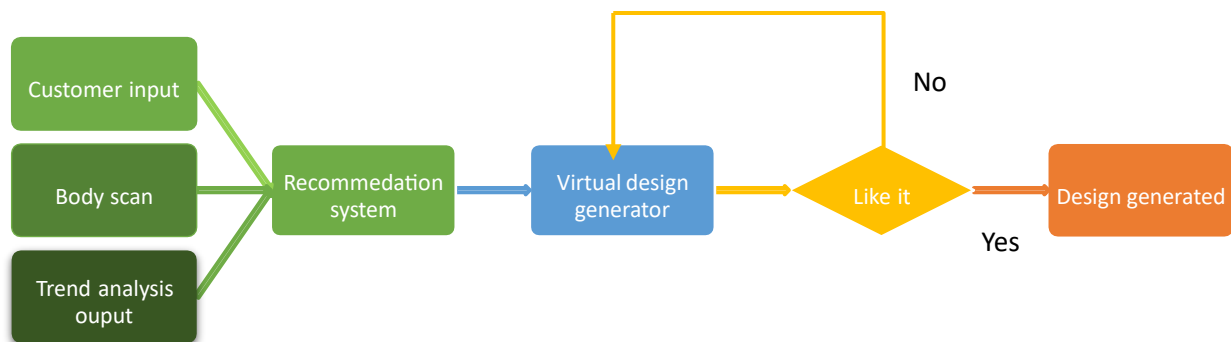 Customer input
Body scan
Trend analysis
ouput
Recommedation
system
Virtual design
generator
Like it
No
Yes
Design generated